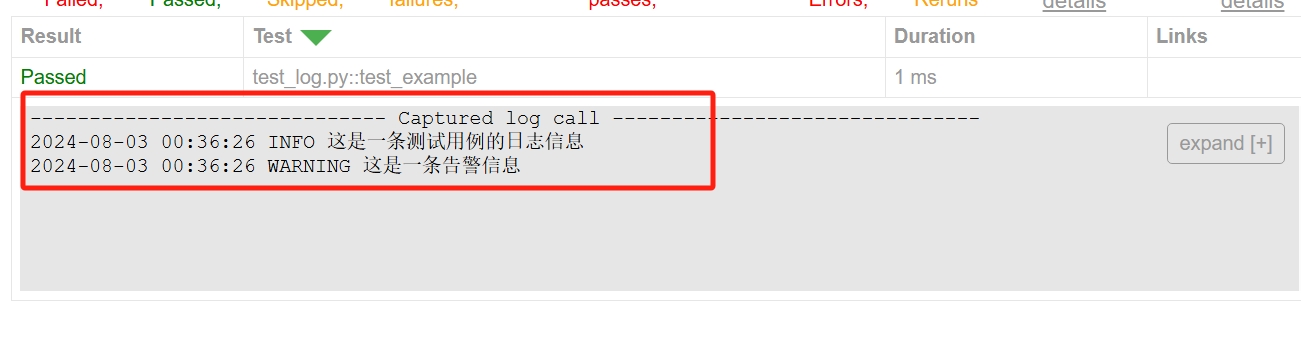 Failed, Passed, Skipped, failures, passes, Errors, Reruns details details
Result Test Duration Links
Passed test_log.py::test_example 1 ms
------------------------------ Captured log call -------------------------------
2024-08-03 00:36:26 INFO 这是一条测试用例的日志信息
2024-08-03 00:36:26 WARNING 这是一条告警信息
expand [+]